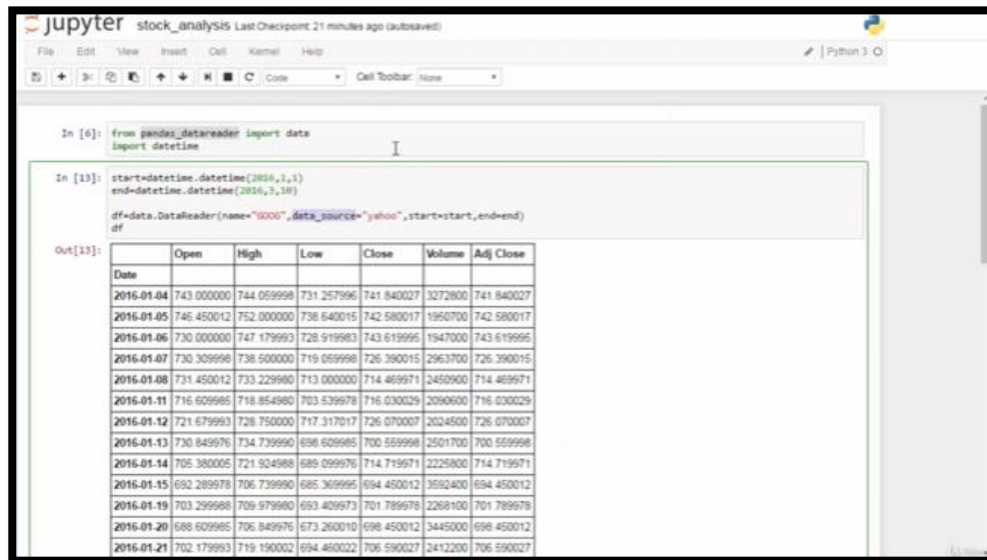 jupyter stock_analysis Last Checkpoint: 21 minutes ago (autosaved)
File Edit View Insert Cell Kernel Help Python 3
Code Cell Toolbar: None
In [6]: from pandas_datareader import data
import datetime
In [13]: start=datetime.datetime(2016,1,1)
end=datetime.datetime(2016,3,10)
df=data.DataReader(name="GOOG",data_source="yahoo",start=start,end=end)
df
Out[13]: Open High Low Close Volume Adj Close
Date
2016-01-04 743.000000 744.059998 731.257996 741.840027 3272800 741.840027
2016-01-05 746.450012 752.000000 738.640015 742.580017 1950700 742.580017
2016-01-06 730.000000 747.179993 728.919983 743.619995 1947000 743.619995
2016-01-07 730.309998 738.500000 719.059998 726.390015 2963700 726.390015
2016-01-08 731.450012 733.229980 713.000000 714.469971 2450900 714.469971
2016-01-11 716.609985 718.854980 703.539978 716.030029 2090600 716.030029
2016-01-12 721.679993 728.750000 717.317017 726.070007 2024500 726.070007
2016-01-13 730.849976 734.739990 698.609985 700.559998 2501700 700.559998
2016-01-14 705.380005 721.924988 689.099976 714.719971 2225800 714.719971
2016-01-15 692.289978 706.739990 685.369995 694.450012 3592400 694.450012
2016-01-19 703.299988 709.979980 693.409973 701.789978 2268100 701.789978
2016-01-20 688.609985 706.849976 673.260010 698.450012 3445000 698.450012
2016-01-21 702.179993 719.190002 694.460022 706.590027 2412200 706.590027